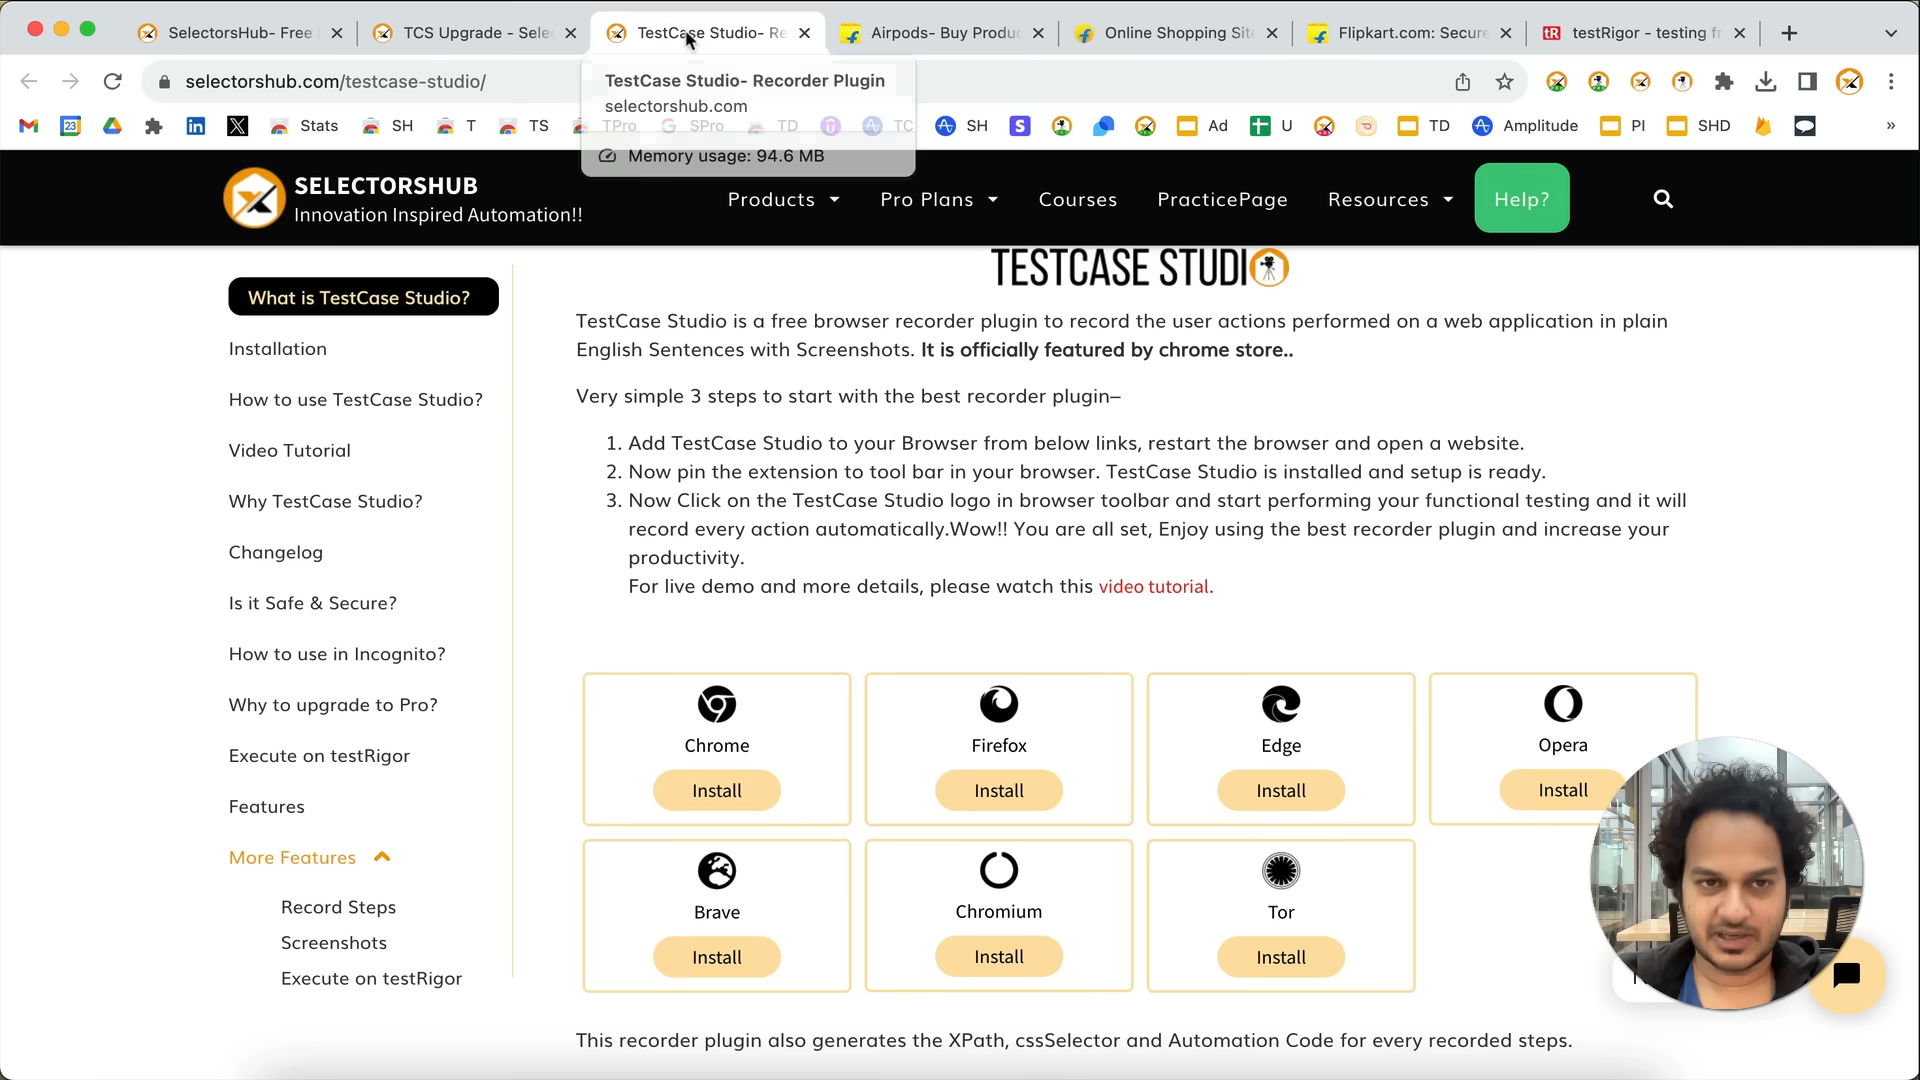 SelectorsHub- Free
TCS Upgrade - Sele
TestCase Studio- Re
Airpods- Buy Produc
Online Shopping Site
Flipkart.com: Secure
testRigor - testing fr
selectorshub.com/testcase-studio/
TestCase Studio- Recorder Plugin
selectorshub.com
Memory usage: 94.6 MB
Stats
SH
T
TS
TPro
SPro
TD
TC
SH
Ad
U
TD
Amplitude
PI
SHD
SELECTORSHUB
Innovation Inspired Automation!!
Products
Pro Plans
Courses
PracticePage
Resources
Help?
What is TestCase Studio?
Installation
How to use TestCase Studio?
Video Tutorial
Why TestCase Studio?
Changelog
Is it Safe & Secure?
How to use in Incognito?
Why to upgrade to Pro?
Execute on testRigor
Features
More Features
Record Steps
Screenshots
Execute on testRigor
TESTCASE STUDIO
TestCase Studio is a free browser recorder plugin to record the user actions performed on a web application in plain
English Sentences with Screenshots. It is officially featured by chrome store..
Very simple 3 steps to start with the best recorder plugin–
1. Add TestCase Studio to your Browser from below links, restart the browser and open a website.
2. Now pin the extension to tool bar in your browser. TestCase Studio is installed and setup is ready.
3. Now Click on the TestCase Studio logo in browser toolbar and start performing your functional testing and it will
record every action automatically.Wow!! You are all set, Enjoy using the best recorder plugin and increase your
productivity.
For live demo and more details, please watch this video tutorial.
Chrome
Install
Firefox
Install
Edge
Install
Opera
Install
Brave
Install
Chromium
Install
Tor
Install
This recorder plugin also generates the XPath, cssSelector and Automation Code for every recorded steps.